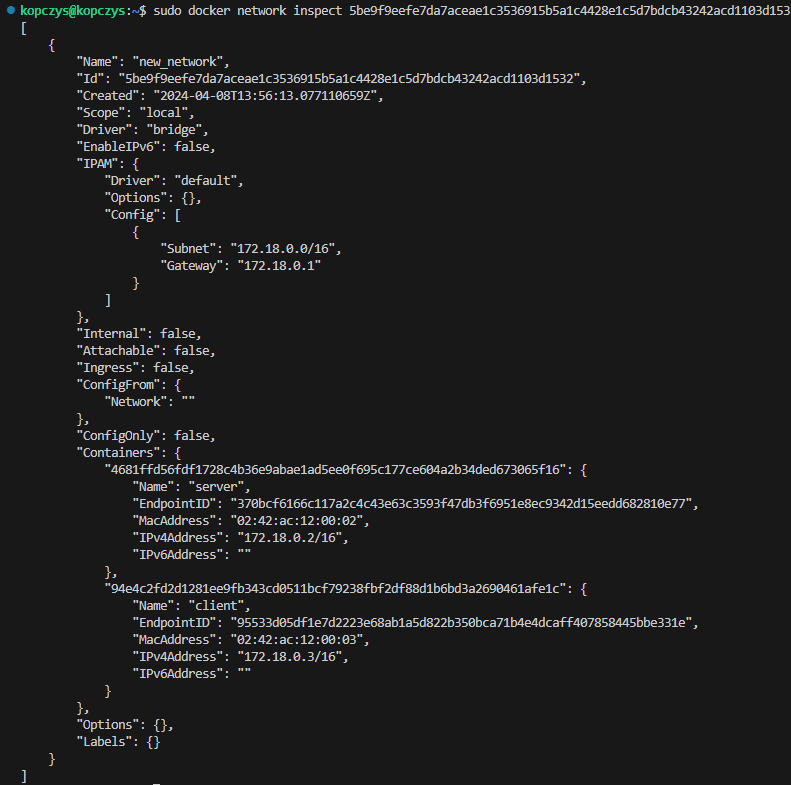 kopczys@kopczys:~$ sudo docker network inspect 5be9f9eefe7da7aceae1c3536915b5a1c4428e1c5d7bdcb43242acd1103d153
[
    {
        "Name": "new_network",
        "Id": "5be9f9eefe7da7aceae1c3536915b5a1c4428e1c5d7bdcb43242acd1103d1532",
        "Created": "2024-04-08T13:56:13.077110659Z",
        "Scope": "local",
        "Driver": "bridge",
        "EnableIPv6": false,
        "IPAM": {
            "Driver": "default",
            "Options": {},
            "Config": [
                {
                    "Subnet": "172.18.0.0/16",
                    "Gateway": "172.18.0.1"
                }
            ]
        },
        "Internal": false,
        "Attachable": false,
        "Ingress": false,
        "ConfigFrom": {
            "Network": ""
        },
        "ConfigOnly": false,
        "Containers": {
            "4681ffd56fdf1728c4b36e9abae1ad5ee0f695c177ce604a2b34ded673065f16": {
                "Name": "server",
                "EndpointID": "370bcf6166c117a2c4c43e63c3593f47db3f6951e8ec9342d15eedd682810e77",
                "MacAddress": "02:42:ac:12:00:02",
                "IPv4Address": "172.18.0.2/16",
                "IPv6Address": ""
            },
            "94e4c2fd2d1281ee9fb343cd0511bcf79238fbf2df88d1b6bd3a2690461afe1c": {
                "Name": "client",
                "EndpointID": "95533d05df1e7d2223e68ab1a5d822b350bca71b4e4dcaff407858445bbe331e",
                "MacAddress": "02:42:ac:12:00:03",
                "IPv4Address": "172.18.0.3/16",
                "IPv6Address": ""
            }
        },
        "Options": {},
        "Labels": {}
    }
]